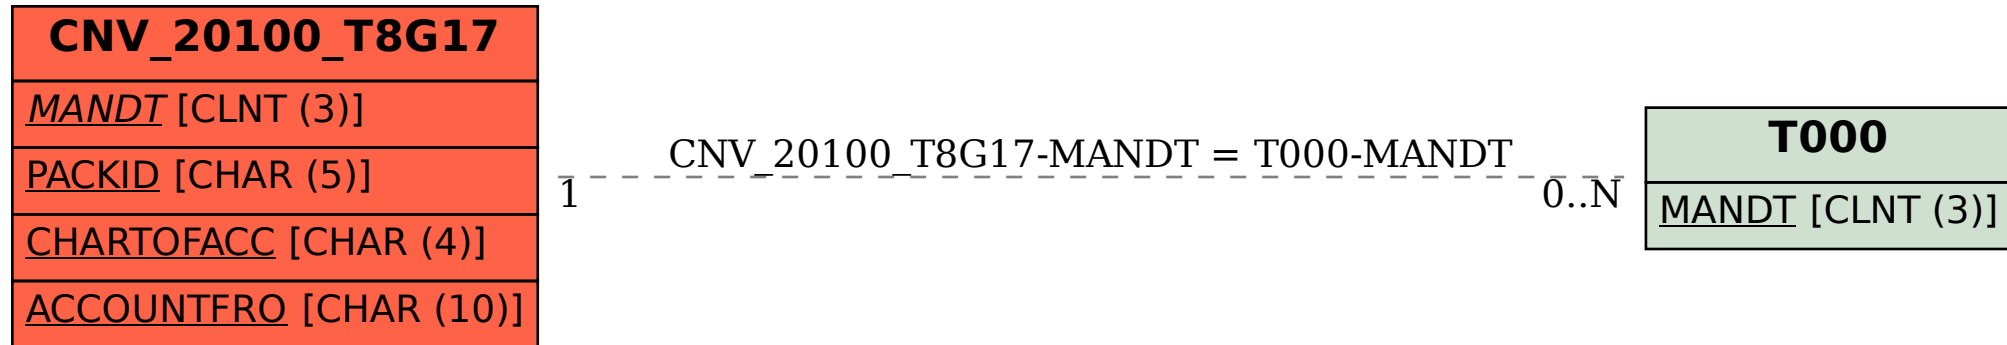 CNV_20100_T8G17
MANDT [CLNT (3)]
PACKID [CHAR (5)]
CHARTOFACC [CHAR (4)]
ACCOUNTFRO [CHAR (10)]
CNV_20100_T8G17-MANDT = T000-MANDT
1
0..N
T000
MANDT [CLNT (3)]